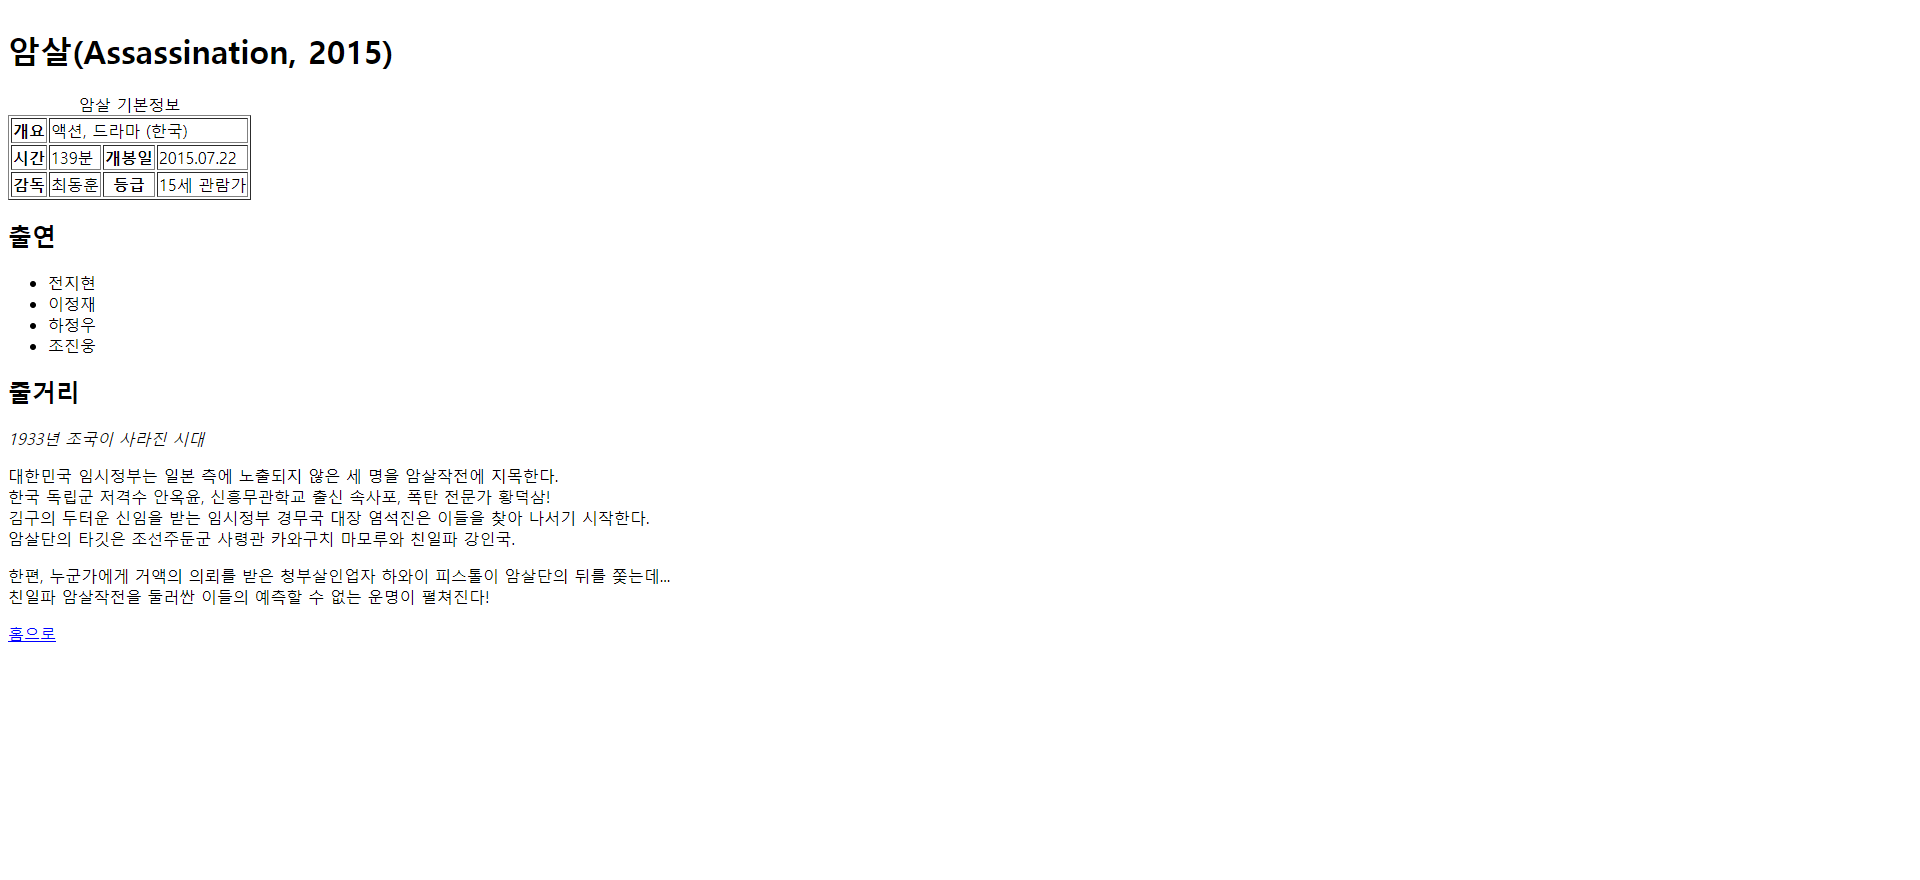 암살(Assassination, 2015)
암살 기본정보
개요 액션, 드라마 (한국)
시간 139분 개봉일 2015.07.22
감독 최동훈 등급 15세 관람가
출연
전지현
이정재
하정우
조진웅
줄거리
1933년 조국이 사라진 시대
대한민국 임시정부는 일본 측에 노출되지 않은 세 명을 암살작전에 지목한다.
한국 독립군 저격수 안옥윤, 신흥무관학교 출신 속사포, 폭탄 전문가 황덕삼!
김구의 두터운 신임을 받는 임시정부 경무국 대장 염석진은 이들을 찾아 나서기 시작한다.
암살단의 타깃은 조선주둔군 사령관 카와구치 마모루와 친일파 강인국.
한편, 누군가에게 거액의 의뢰를 받은 청부살인업자 하와이 피스톨이 암살단의 뒤를 쫓는데...
친일파 암살작전을 둘러싼 이들의 예측할 수 없는 운명이 펼쳐진다!
홈으로